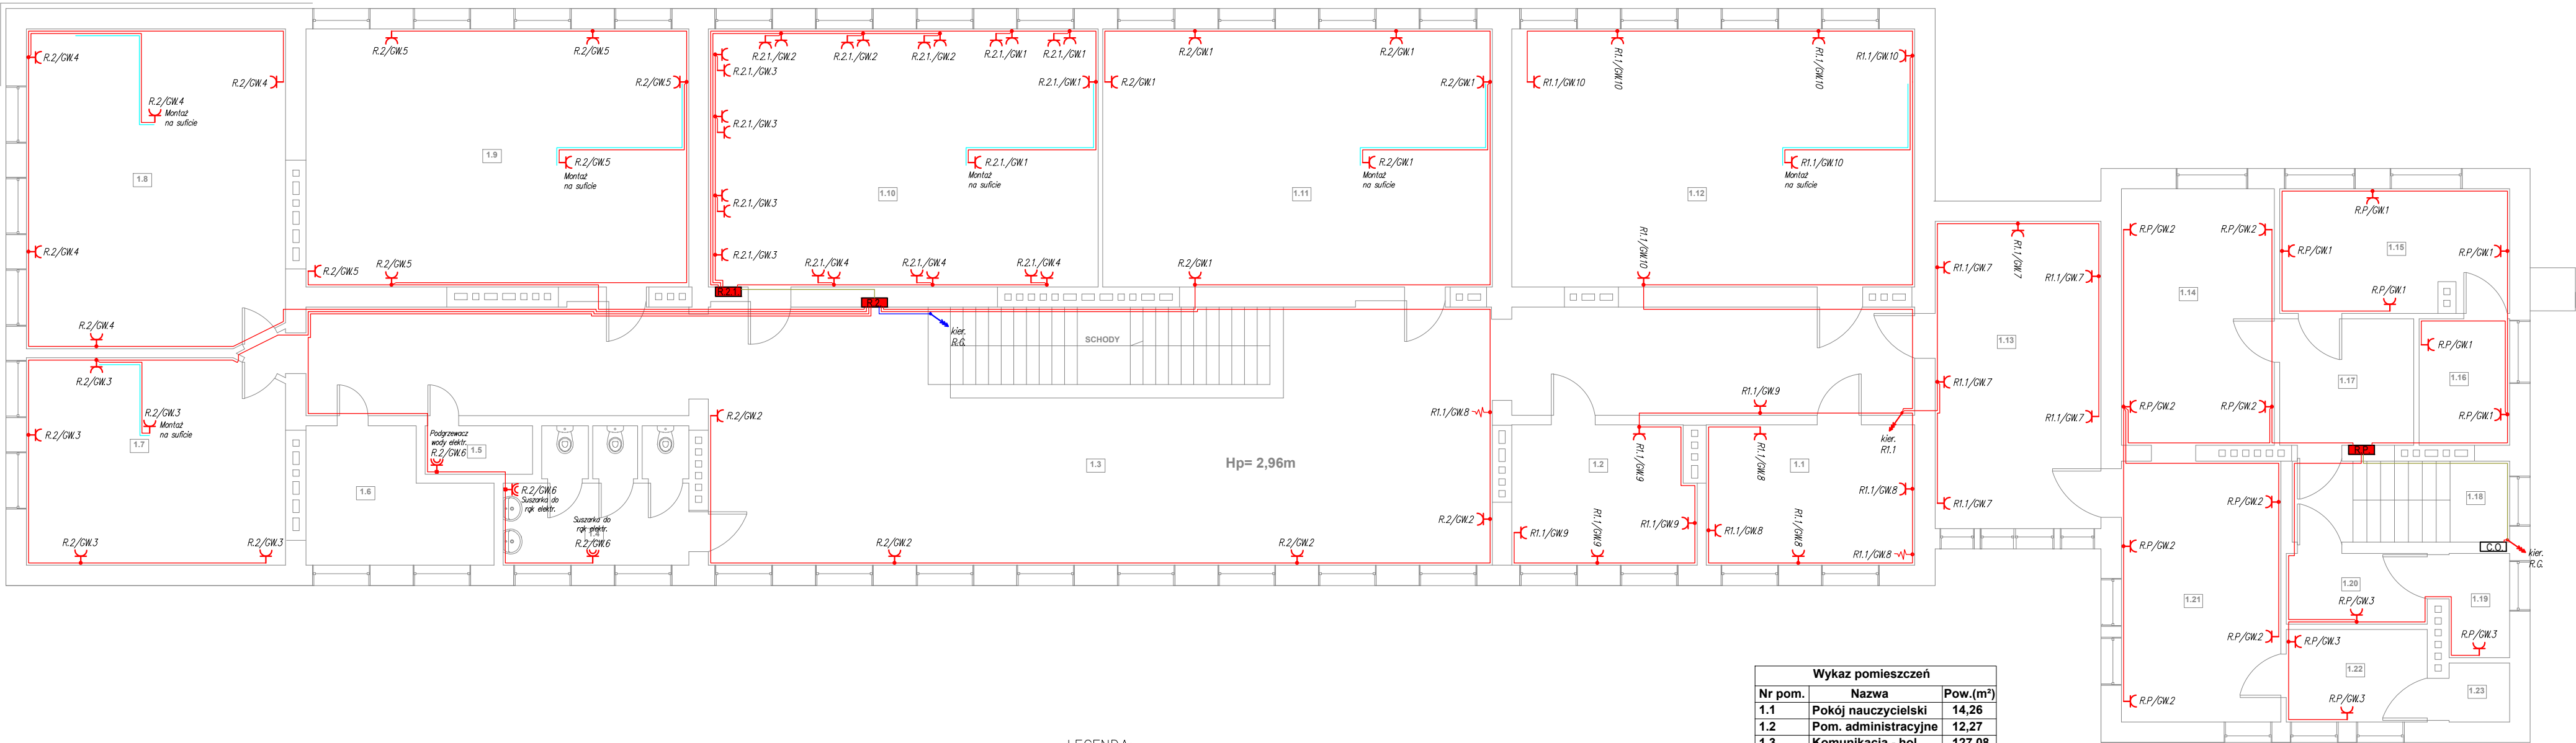 R.2/GW.4
R.2/GW.4
R.2/GW.4
Montaż
na suficie
1.8
R.2/GW.4
R.2/GW.4
R.2/GW.3
R.2/GW.3
Montaż
na suficie
R.2/GW.3
1.7
R.2/GW.3
R.2/GW.3
R.2/GW.5
R.2/GW.5
R.2/GW.5
1.9
R.2/GW.5
Montaż
na suficie
R.2/GW.5
R.2/GW.5
R.2.1./GW.2
R.2.1./GW.2
R.2.1./GW.2
R.2.1./GW.1
R.2.1./GW.1
R.2.1./GW.3
R.2.1./GW.1
R.2.1./GW.3
R.2.1./GW.1
Montaż
na suficie
1.10
R.2.1./GW.3
R.2.1./GW.3
R.2.1./GW.4
R.2.1./GW.4
R.2.1./GW.4
R.2.1
R.2
kier.
R.G.
SCHODY
R.2/GW.1
R.2/GW.1
R.2/GW.1
R.2/GW.1
R.2/GW.1
Montaż
na suficie
1.11
R.2/GW.1
R1.1/GW.10
R1.1/GW.10
R1.1/GW.10
R1.1/GW.10
R1.1/GW.10
Montaż
na suficie
1.12
R1.1/GW.10
R.2/GW.2
Podgrzewacz
wody elektr.
R.2/GW.6
1.5
1.6
R.2/GW.6
Suszarka do
rąk elektr.
Suszarka do
rąk elektr.
1.4
R.2/GW.6
1.3
Hp= 2,96m
R.2/GW.2
R.2/GW.2
R.2/GW.2
R1.1/GW.8
R1.1/GW.9
R1.1/GW.9
1.2
R1.1/GW.9
R1.1/GW.9
R1.1/GW.9
R1.1/GW.8
1.1
R1.1/GW.8
R1.1/GW.8
R1.1/GW.8
R1.1/GW.8
kier.
R1.1
R1.1/GW.7
R1.1/GW.7
R1.1/GW.7
1.13
R1.1/GW.7
R1.1/GW.7
R1.1/GW.7
R.P/GW.2
R.P/GW.2
1.14
R.P/GW.2
R.P/GW.2
R.P/GW.1
R.P/GW.1
1.15
R.P/GW.1
R.P/GW.1
R.P/GW.1
1.16
1.17
R.P/GW.1
R.P
1.18
C.O.
kier.
R.G.
R.P/GW.2
R.P/GW.2
1.21
R.P/GW.2
R.P/GW.2
1.20
R.P/GW.3
1.19
R.P/GW.3
R.P/GW.3
1.22
R.P/GW.3
1.23
Wykaz pomieszczeń
Nr pom. Nazwa Pow.(m²)
1.1 Pokój nauczycielski 14,26
1.2 Pom. administracyjne 12,27
1.3 Komunikacja - hol 127,08
LEGENDA